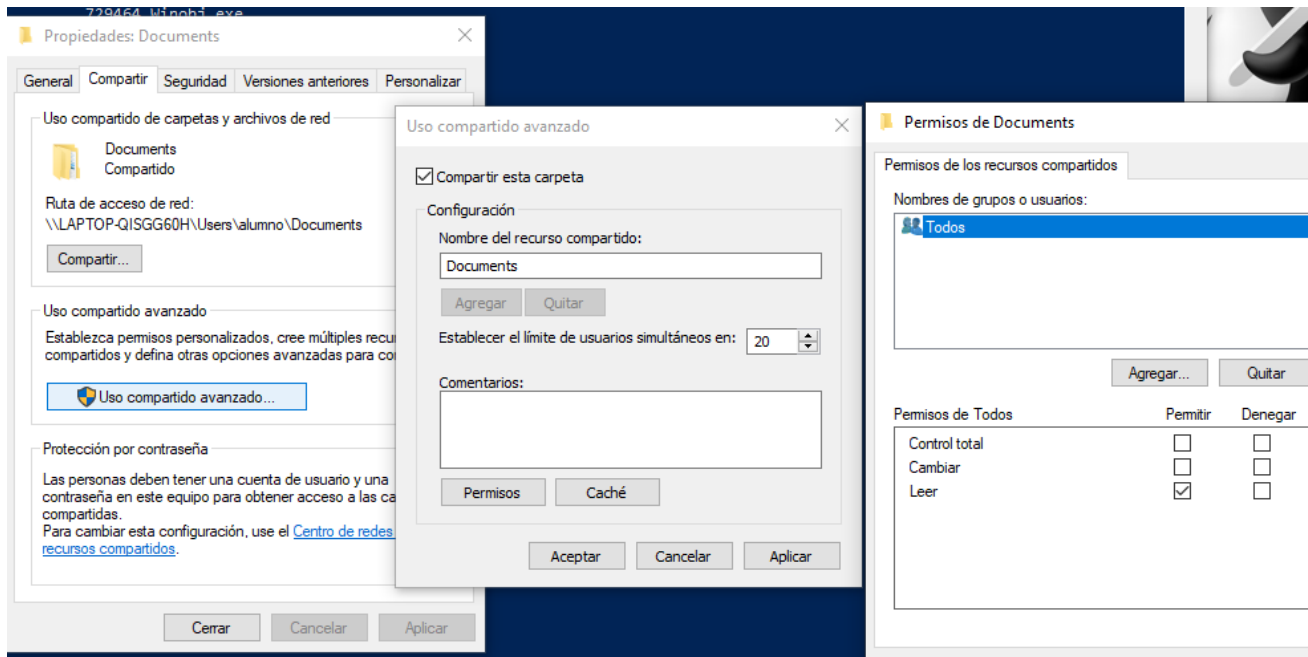 729464 Winobj.exe
Propiedades: Documents
General Compartir Seguridad Versiones anteriores Personalizar
Uso compartido de carpetas y archivos de red
Documents
Compartido
Ruta de acceso de red:
\\LAPTOP-QISGG60H\Users\alumno\Documents
Compartir...
Uso compartido avanzado
Establezca permisos personalizados, cree múltiples
compartidos y defina otras opciones avanzadas para
Uso compartido avanzado...
Protección por contraseña
Las personas deben tener una cuenta de usuario y una
contraseña en este equipo para obtener acceso a las
compartidas.
Para cambiar esta configuración, use el Centro de redes
recursos compartidos.
Cerrar Cancelar Aplicar
Uso compartido avanzado
Compartir esta carpeta
Configuración
Nombre del recurso compartido:
Documents
Agregar Quitar
Establecer el límite de usuarios simultáneos en: 20
Comentarios:
Permisos Caché
Aceptar Cancelar Aplicar
Permisos de Documents
Permisos de los recursos compartidos
Nombres de grupos o usuarios:
Todos
Agregar... Quitar
Permisos de Todos Permitir Denegar
Control total
Cambiar
Leer